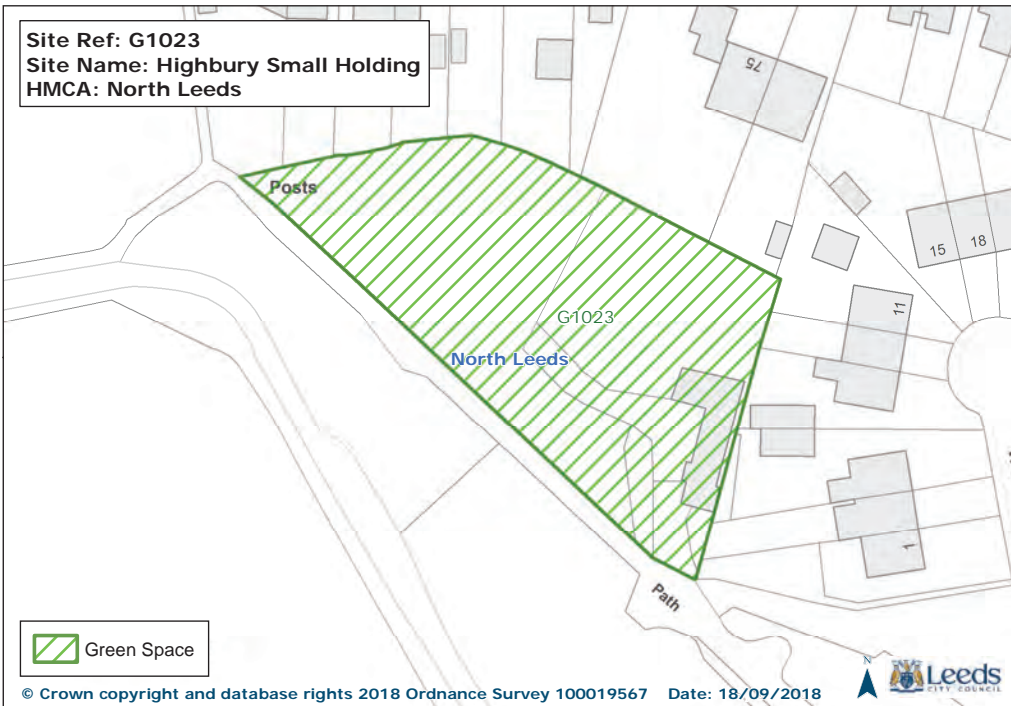 Site Ref: G1023
Site Name: Highbury Small Holding
HMCA: North Leeds
75
Posts
15 18
11
G1023
North Leeds
1
Path
Green Space
N
Leeds
CITY COUNCIL
© Crown copyright and database rights 2018 Ordnance Survey 100019567 Date: 18/09/2018